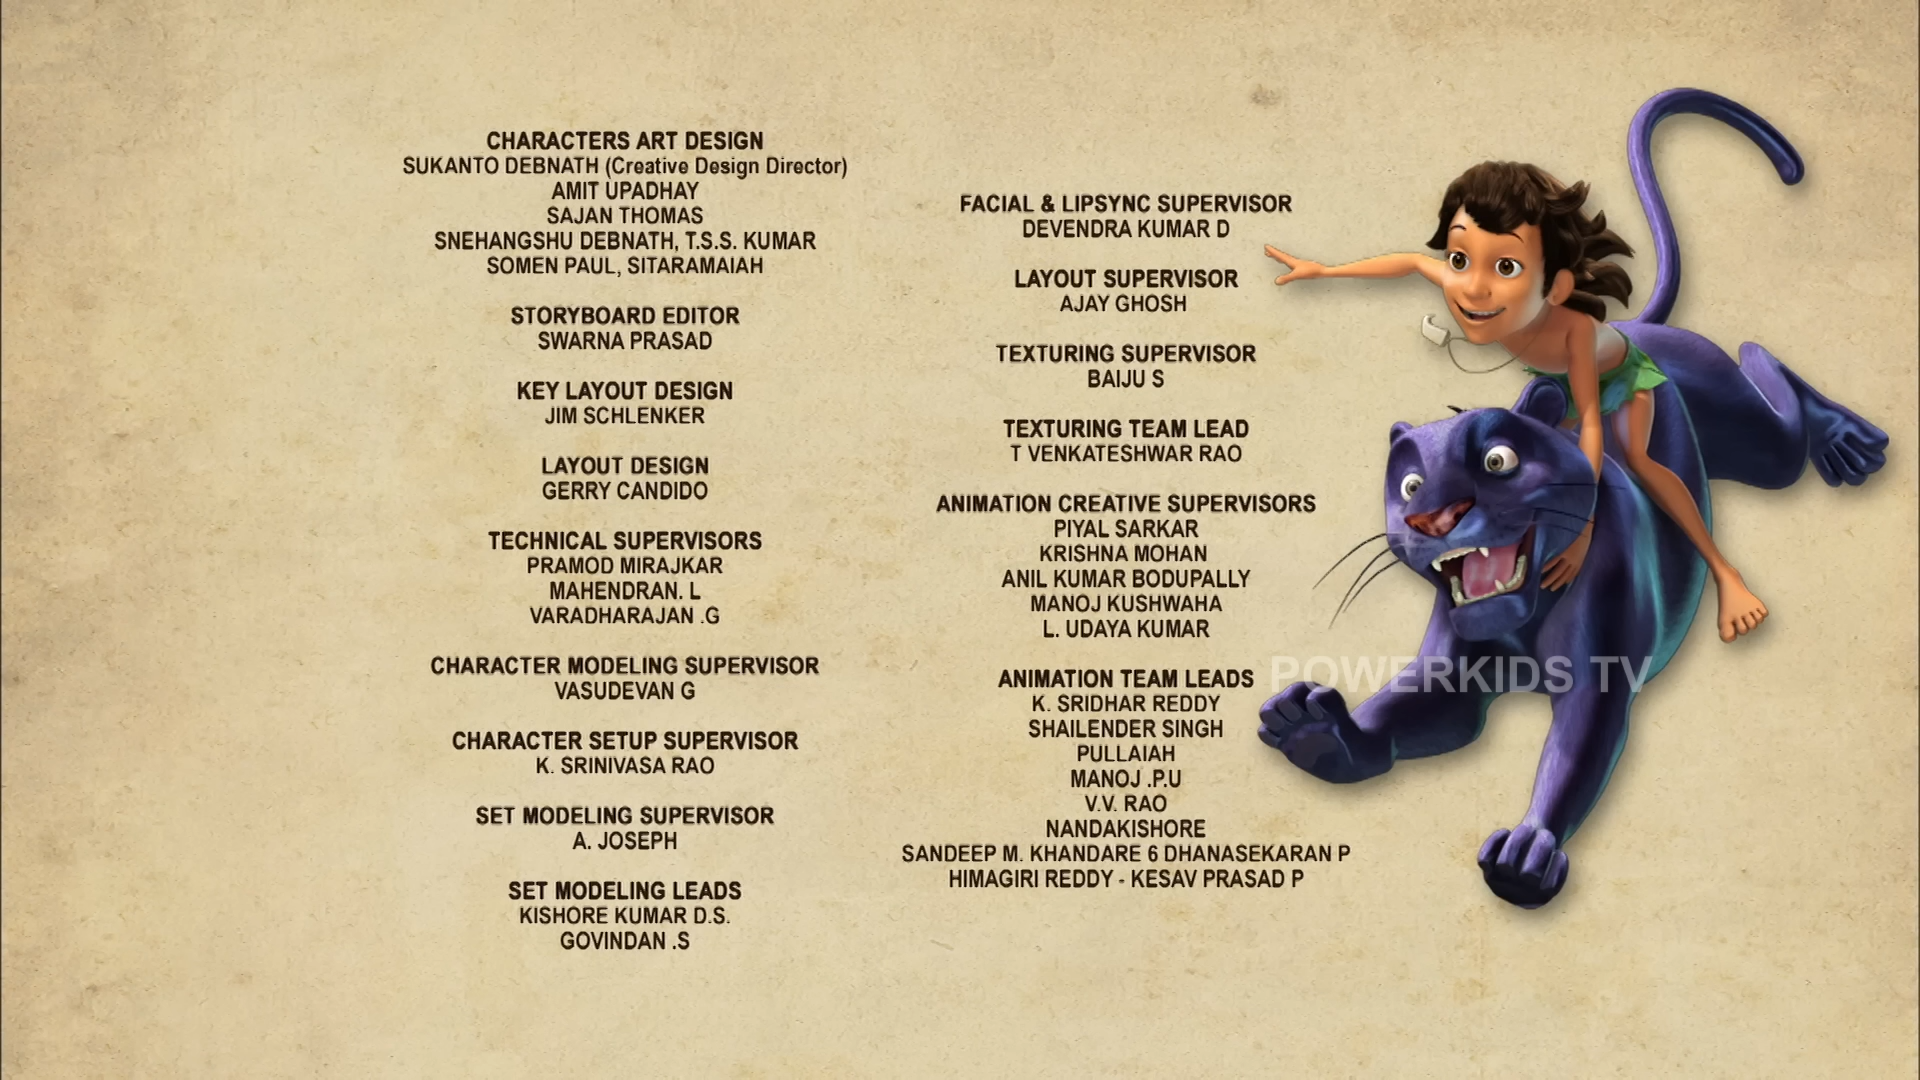 CHARACTERS ART DESIGN
SUKANTO DEBNATH (Creative Design Director)
AMIT UPADHAY
SAJAN THOMAS
SNEHANGSHU DEBNATH, T.S.S. KUMAR
SOMEN PAUL, SITARAMAIAH
STORYBOARD EDITOR
SWARNA PRASAD
KEY LAYOUT DESIGN
JIM SCHLENKER
LAYOUT DESIGN
GERRY CANDIDO
TECHNICAL SUPERVISORS
PRAMOD MIRAJKAR
MAHENDRAN. L
VARADHARAJAN .G
CHARACTER MODELING SUPERVISOR
VASUDEVAN G
CHARACTER SETUP SUPERVISOR
K. SRINIVASA RAO
SET MODELING SUPERVISOR
A. JOSEPH
SET MODELING LEADS
KISHORE KUMAR D.S.
GOVINDAN .S
FACIAL & LIPSYNC SUPERVISOR
DEVENDRA KUMAR D
LAYOUT SUPERVISOR
AJAY GHOSH
TEXTURING SUPERVISOR
BAIJU S
TEXTURING TEAM LEAD
T VENKATESHWAR RAO
ANIMATION CREATIVE SUPERVISORS
PIYAL SARKAR
KRISHNA MOHAN
ANIL KUMAR BODUPALLY
MANOJ KUSHWAHA
L. UDAYA KUMAR
ANIMATION TEAM LEADS
K. SRIDHAR REDDY
SHAILENDER SINGH
PULLAIAH
MANOJ .P.U
V.V. RAO
NANDAKISHORE
SANDEEP M. KHANDARE 6 DHANASEKARAN P
HIMAGIRI REDDY - KESAV PRASAD P
POWERKIDS TV